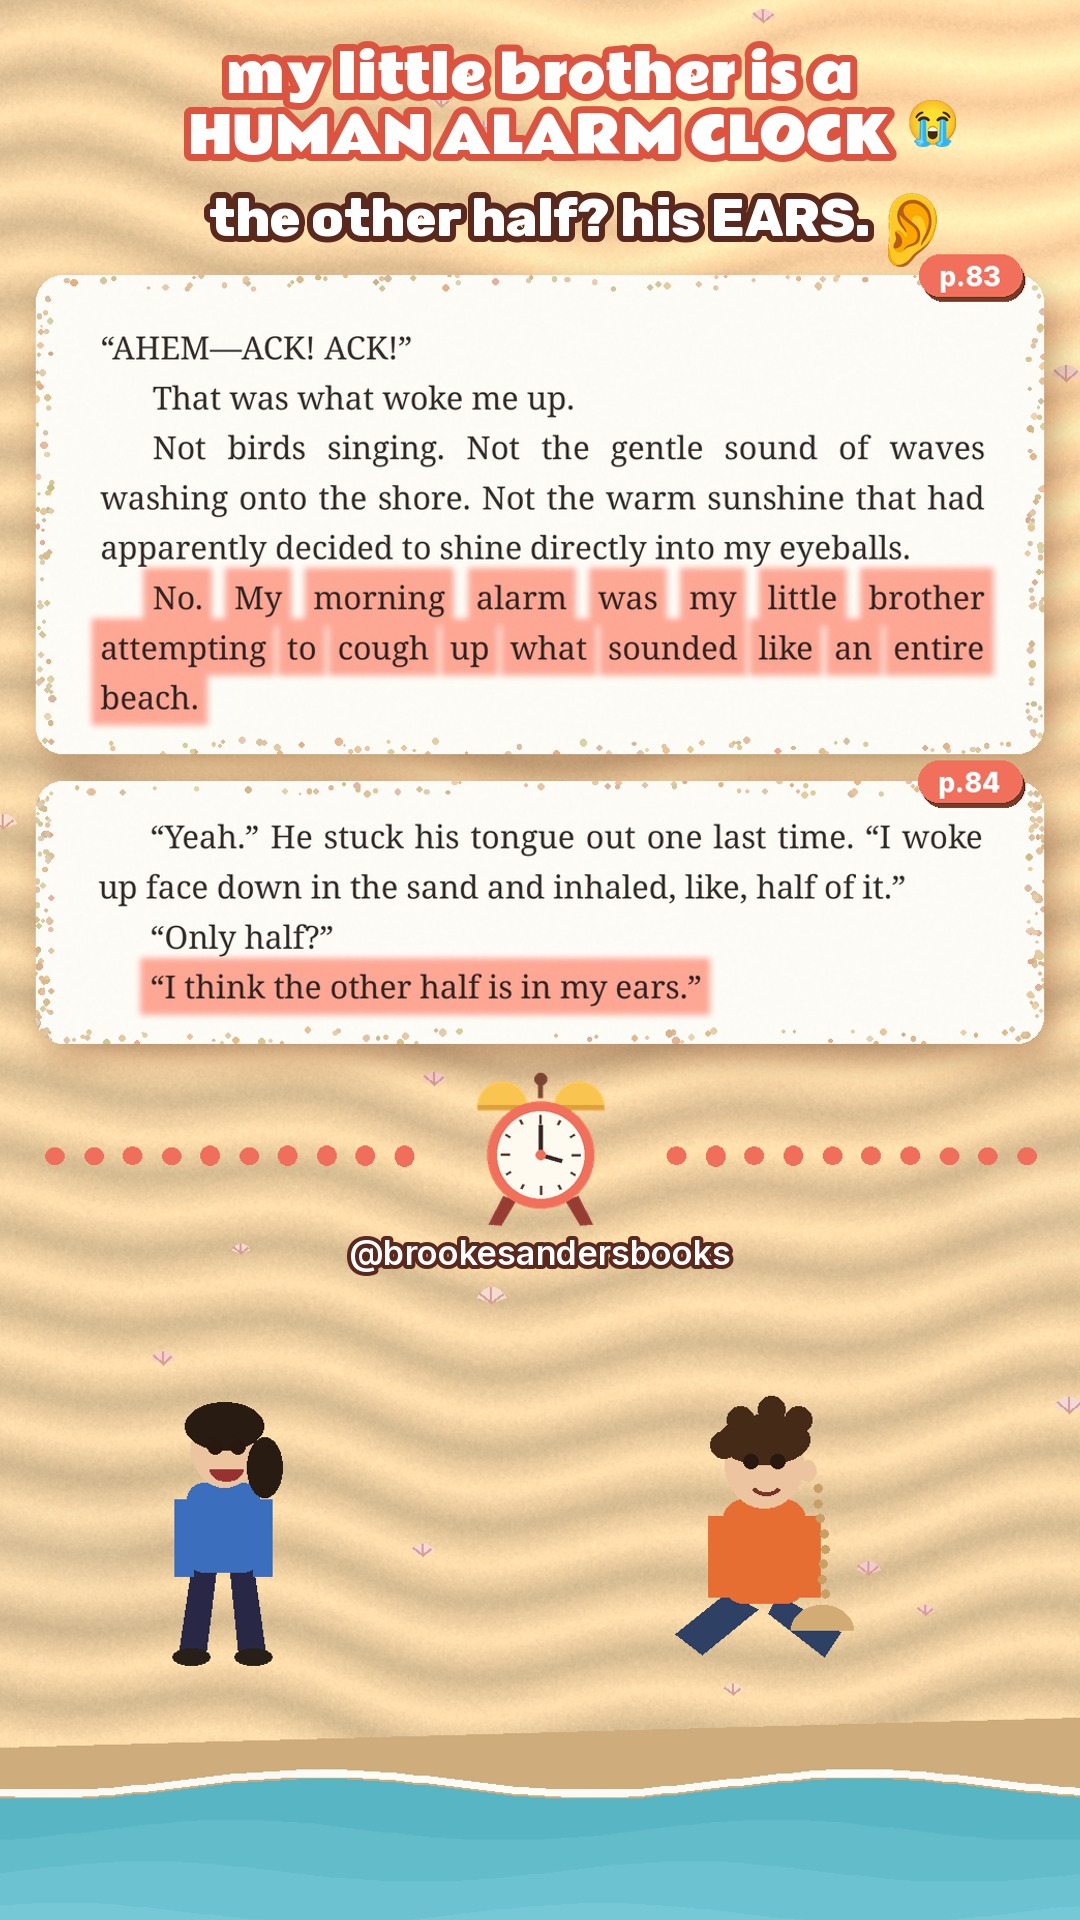 my little brother is a
HUMAN ALARM CLOCK 😭
the other half? his EARS. 👂
p.83
“AHEM—ACK! ACK!”
That was what woke me up.
Not birds singing. Not the gentle sound of waves
washing onto the shore. Not the warm sunshine that had
apparently decided to shine directly into my eyeballs.
No. My morning alarm was my little brother
attempting to cough up what sounded like an entire
beach.
p.84
“Yeah.” He stuck his tongue out one last time. “I woke
up face down in the sand and inhaled, like, half of it.”
“Only half?”
“I think the other half is in my ears.”
@brookesandersbooks